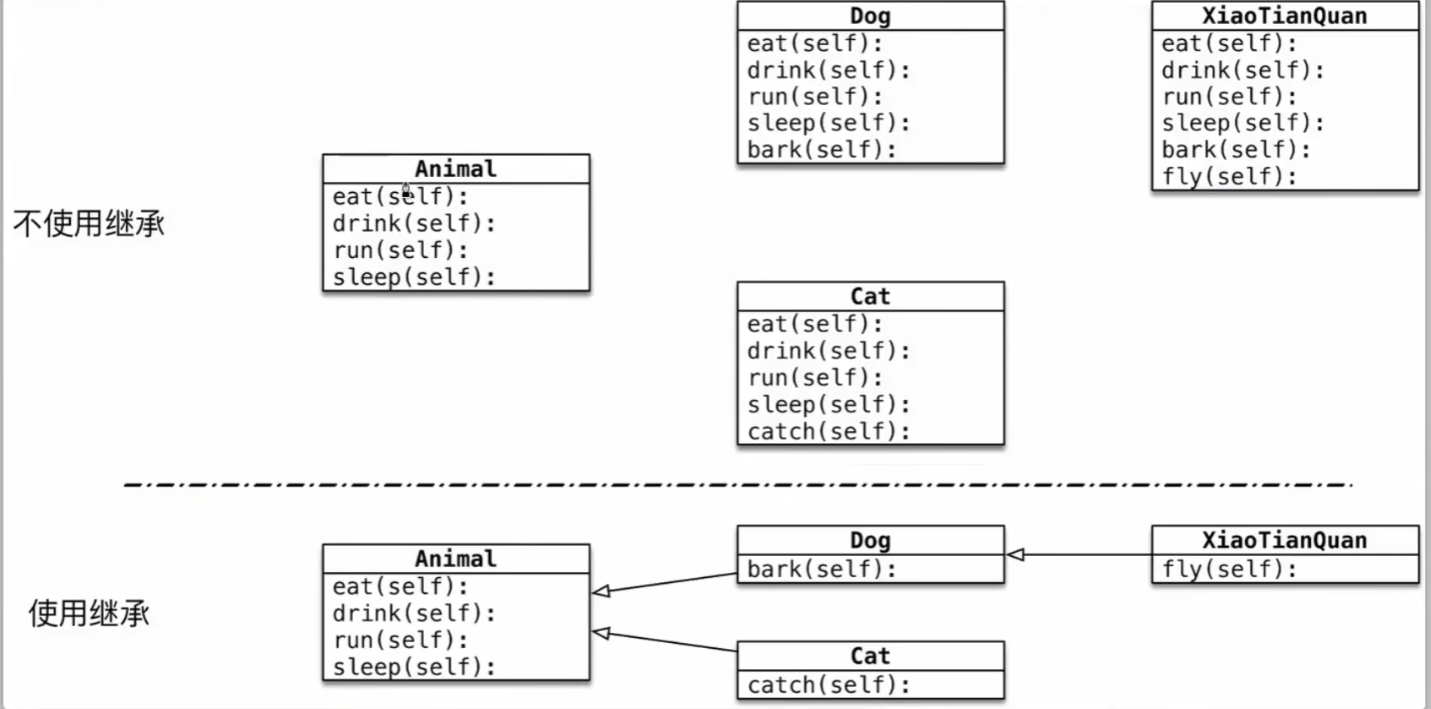 Dog
eat(self):
drink(self):
run(self):
sleep(self):
bark(self):
XiaoTianQuan
eat(self):
drink(self):
run(self):
sleep(self):
bark(self):
fly(self):
不使用继承
Animal
eat(self):
drink(self):
run(self):
sleep(self):
Cat
eat(self):
drink(self):
run(self):
sleep(self):
catch(self):
使用继承
Animal
eat(self):
drink(self):
run(self):
sleep(self):
Dog
bark(self):
XiaoTianQuan
fly(self):
Cat
catch(self):